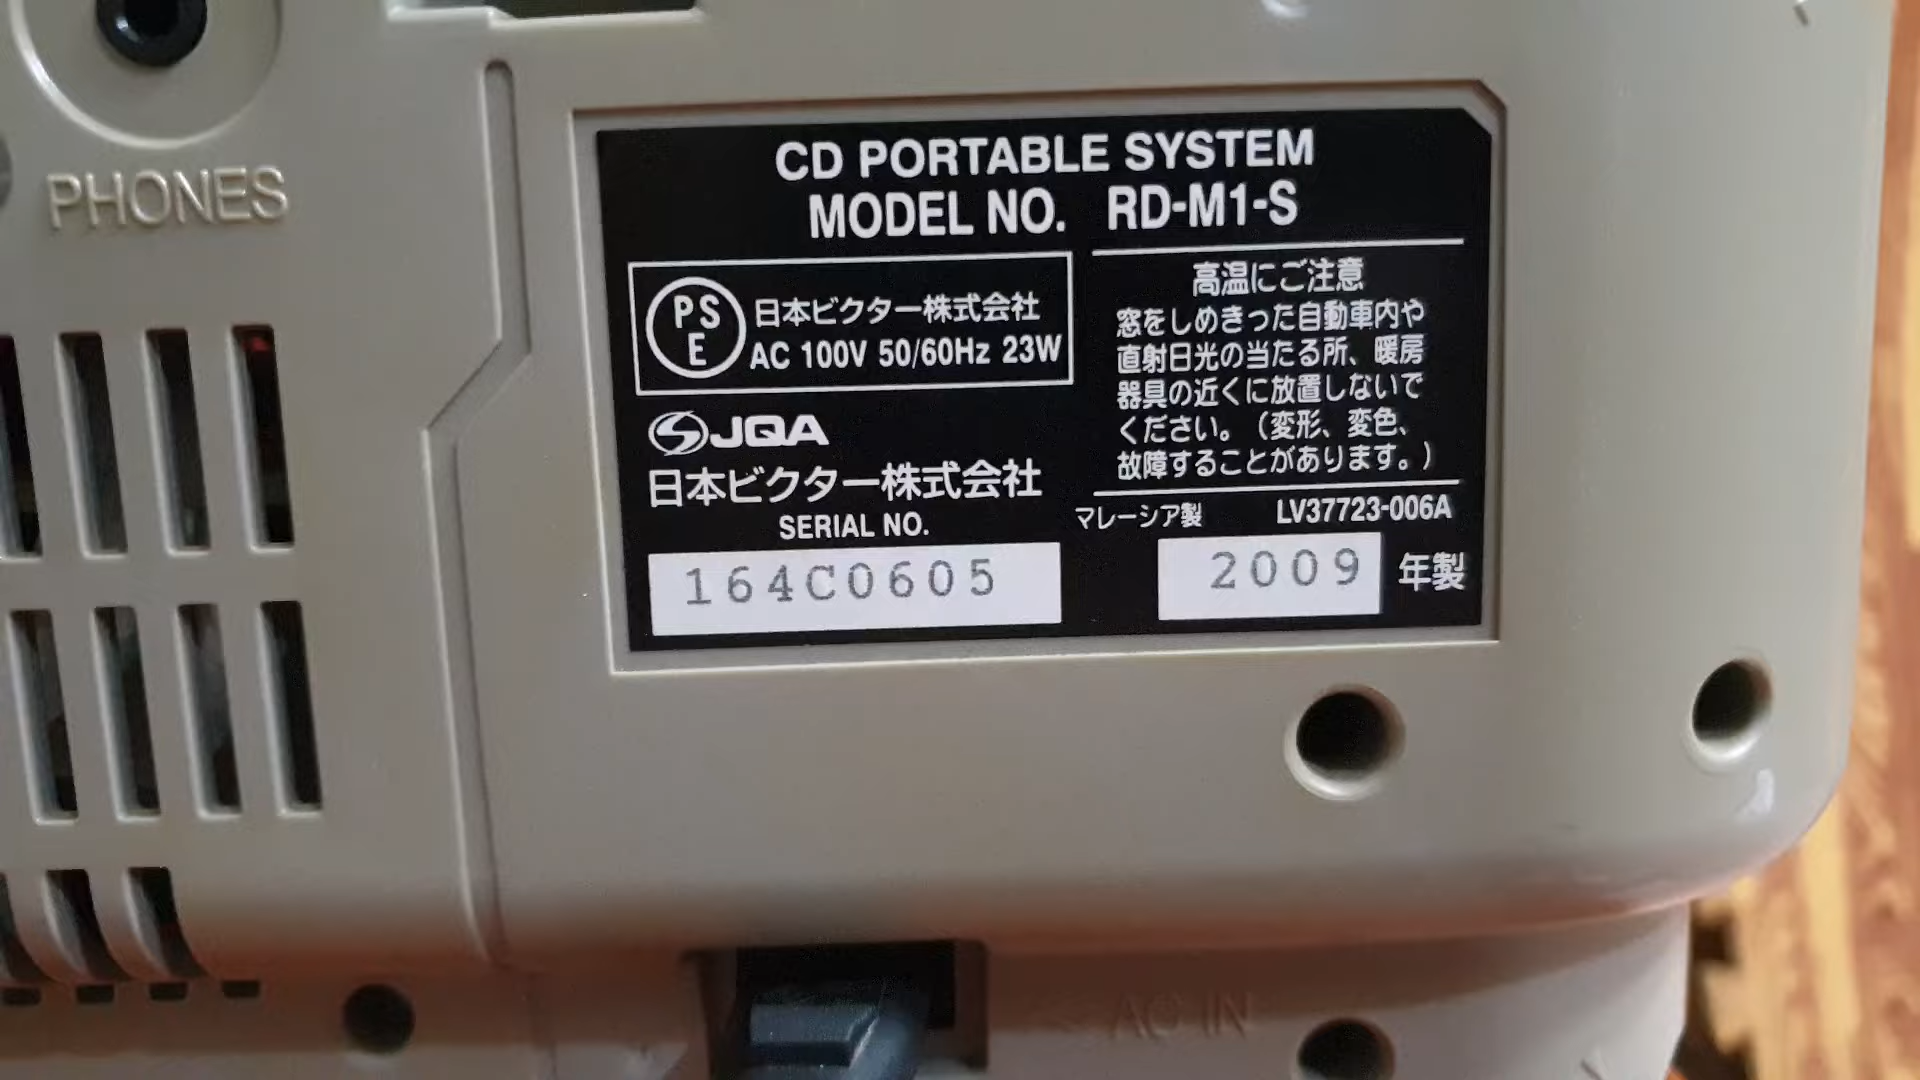 PHONES
CD PORTABLE SYSTEM
MODEL NO. RD-M1-S
PS
E
日本ビクター株式会社
AC 100V 50/60Hz 23W
JQA
日本ビクター株式会社
SERIAL NO.
164C0605
高温にご注意
窓をしめきった自動車内や
直射日光の当たる所、暖房
器具の近くに放置しないで
ください。（変形、変色、
故障することがあります。）
マレーシア製 LV37723-006A
2009 年製
AC IN